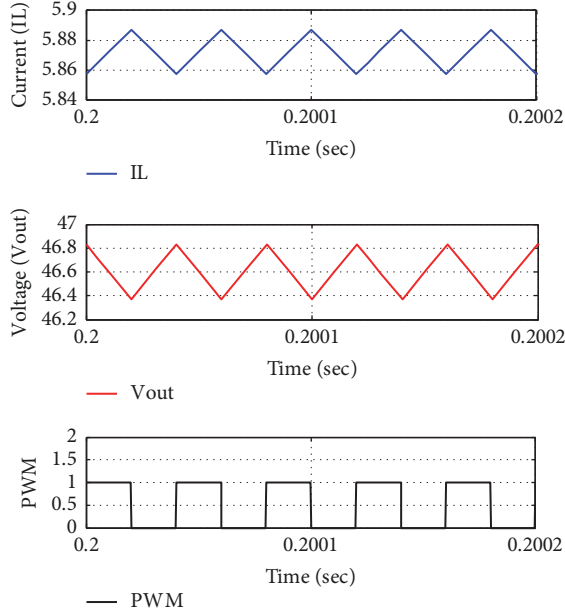 Current (IL)
5.9
5.88
5.86
5.84
0.2
0.2001
0.2002
Time (sec)
IL
Voltage (Vout)
47
46.8
46.6
46.4
46.2
0.2
0.2001
0.2002
Time (sec)
Vout
PWM
2
1.5
1
0.5
0
0.2
0.2001
0.2002
Time (sec)
PWM